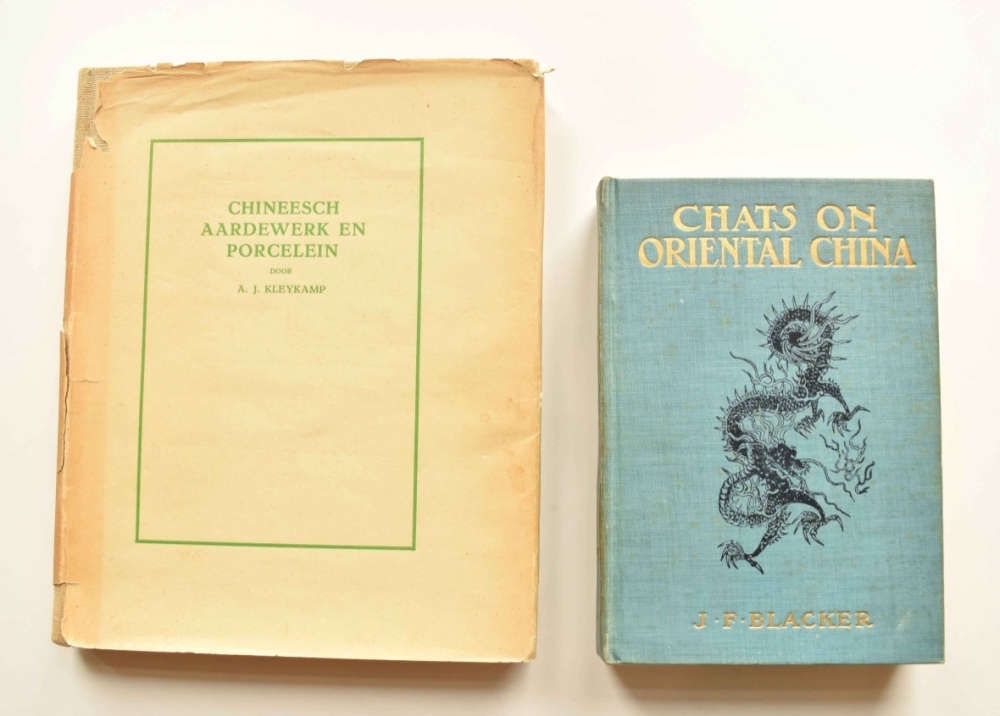 CHINEESCH
AARDEWERK EN
PORCELEIN
DOOR
A. J. KLEYKAMP
CHATS ON
ORIENTAL CHINA
J·F·BLACKER